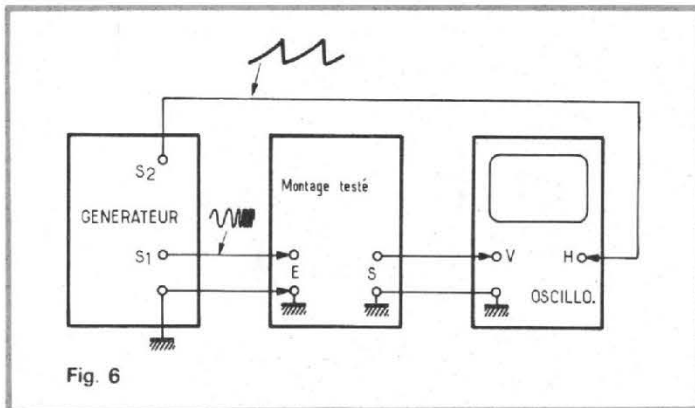 S2
Montage testé
GENERATEUR
S1
E
S
V
H
OSCILLO.
Fig. 6